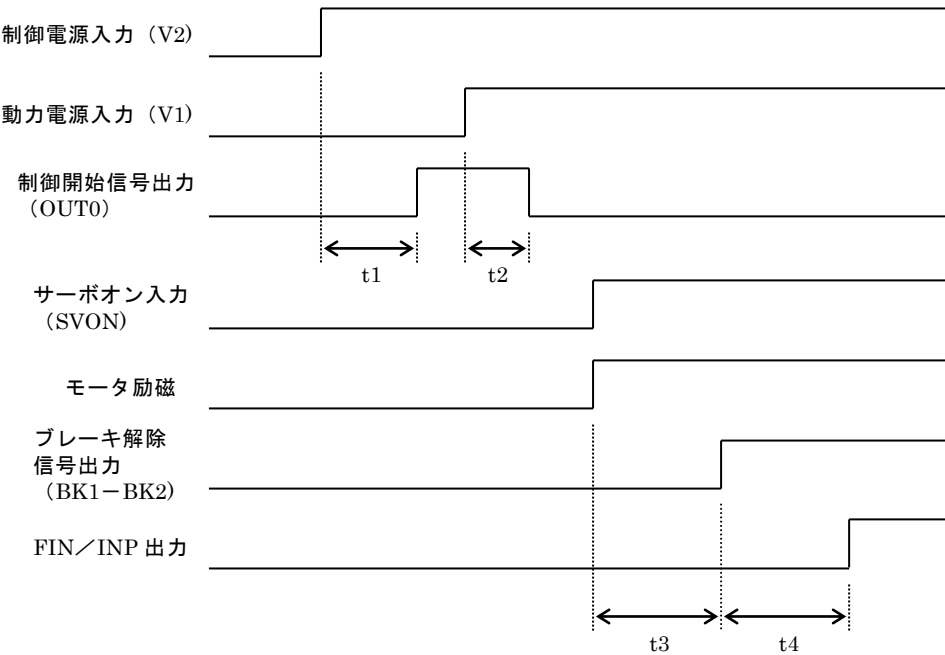 制御電源入力（V2)
動力電源入力（V1)
制御開始信号出力
（OUT0）
t1
t2
サーボオン入力
（SVON)
モータ励磁
ブレーキ解除
信号出力
（BK1－BK2)
FIN／INP 出力
t3
t4